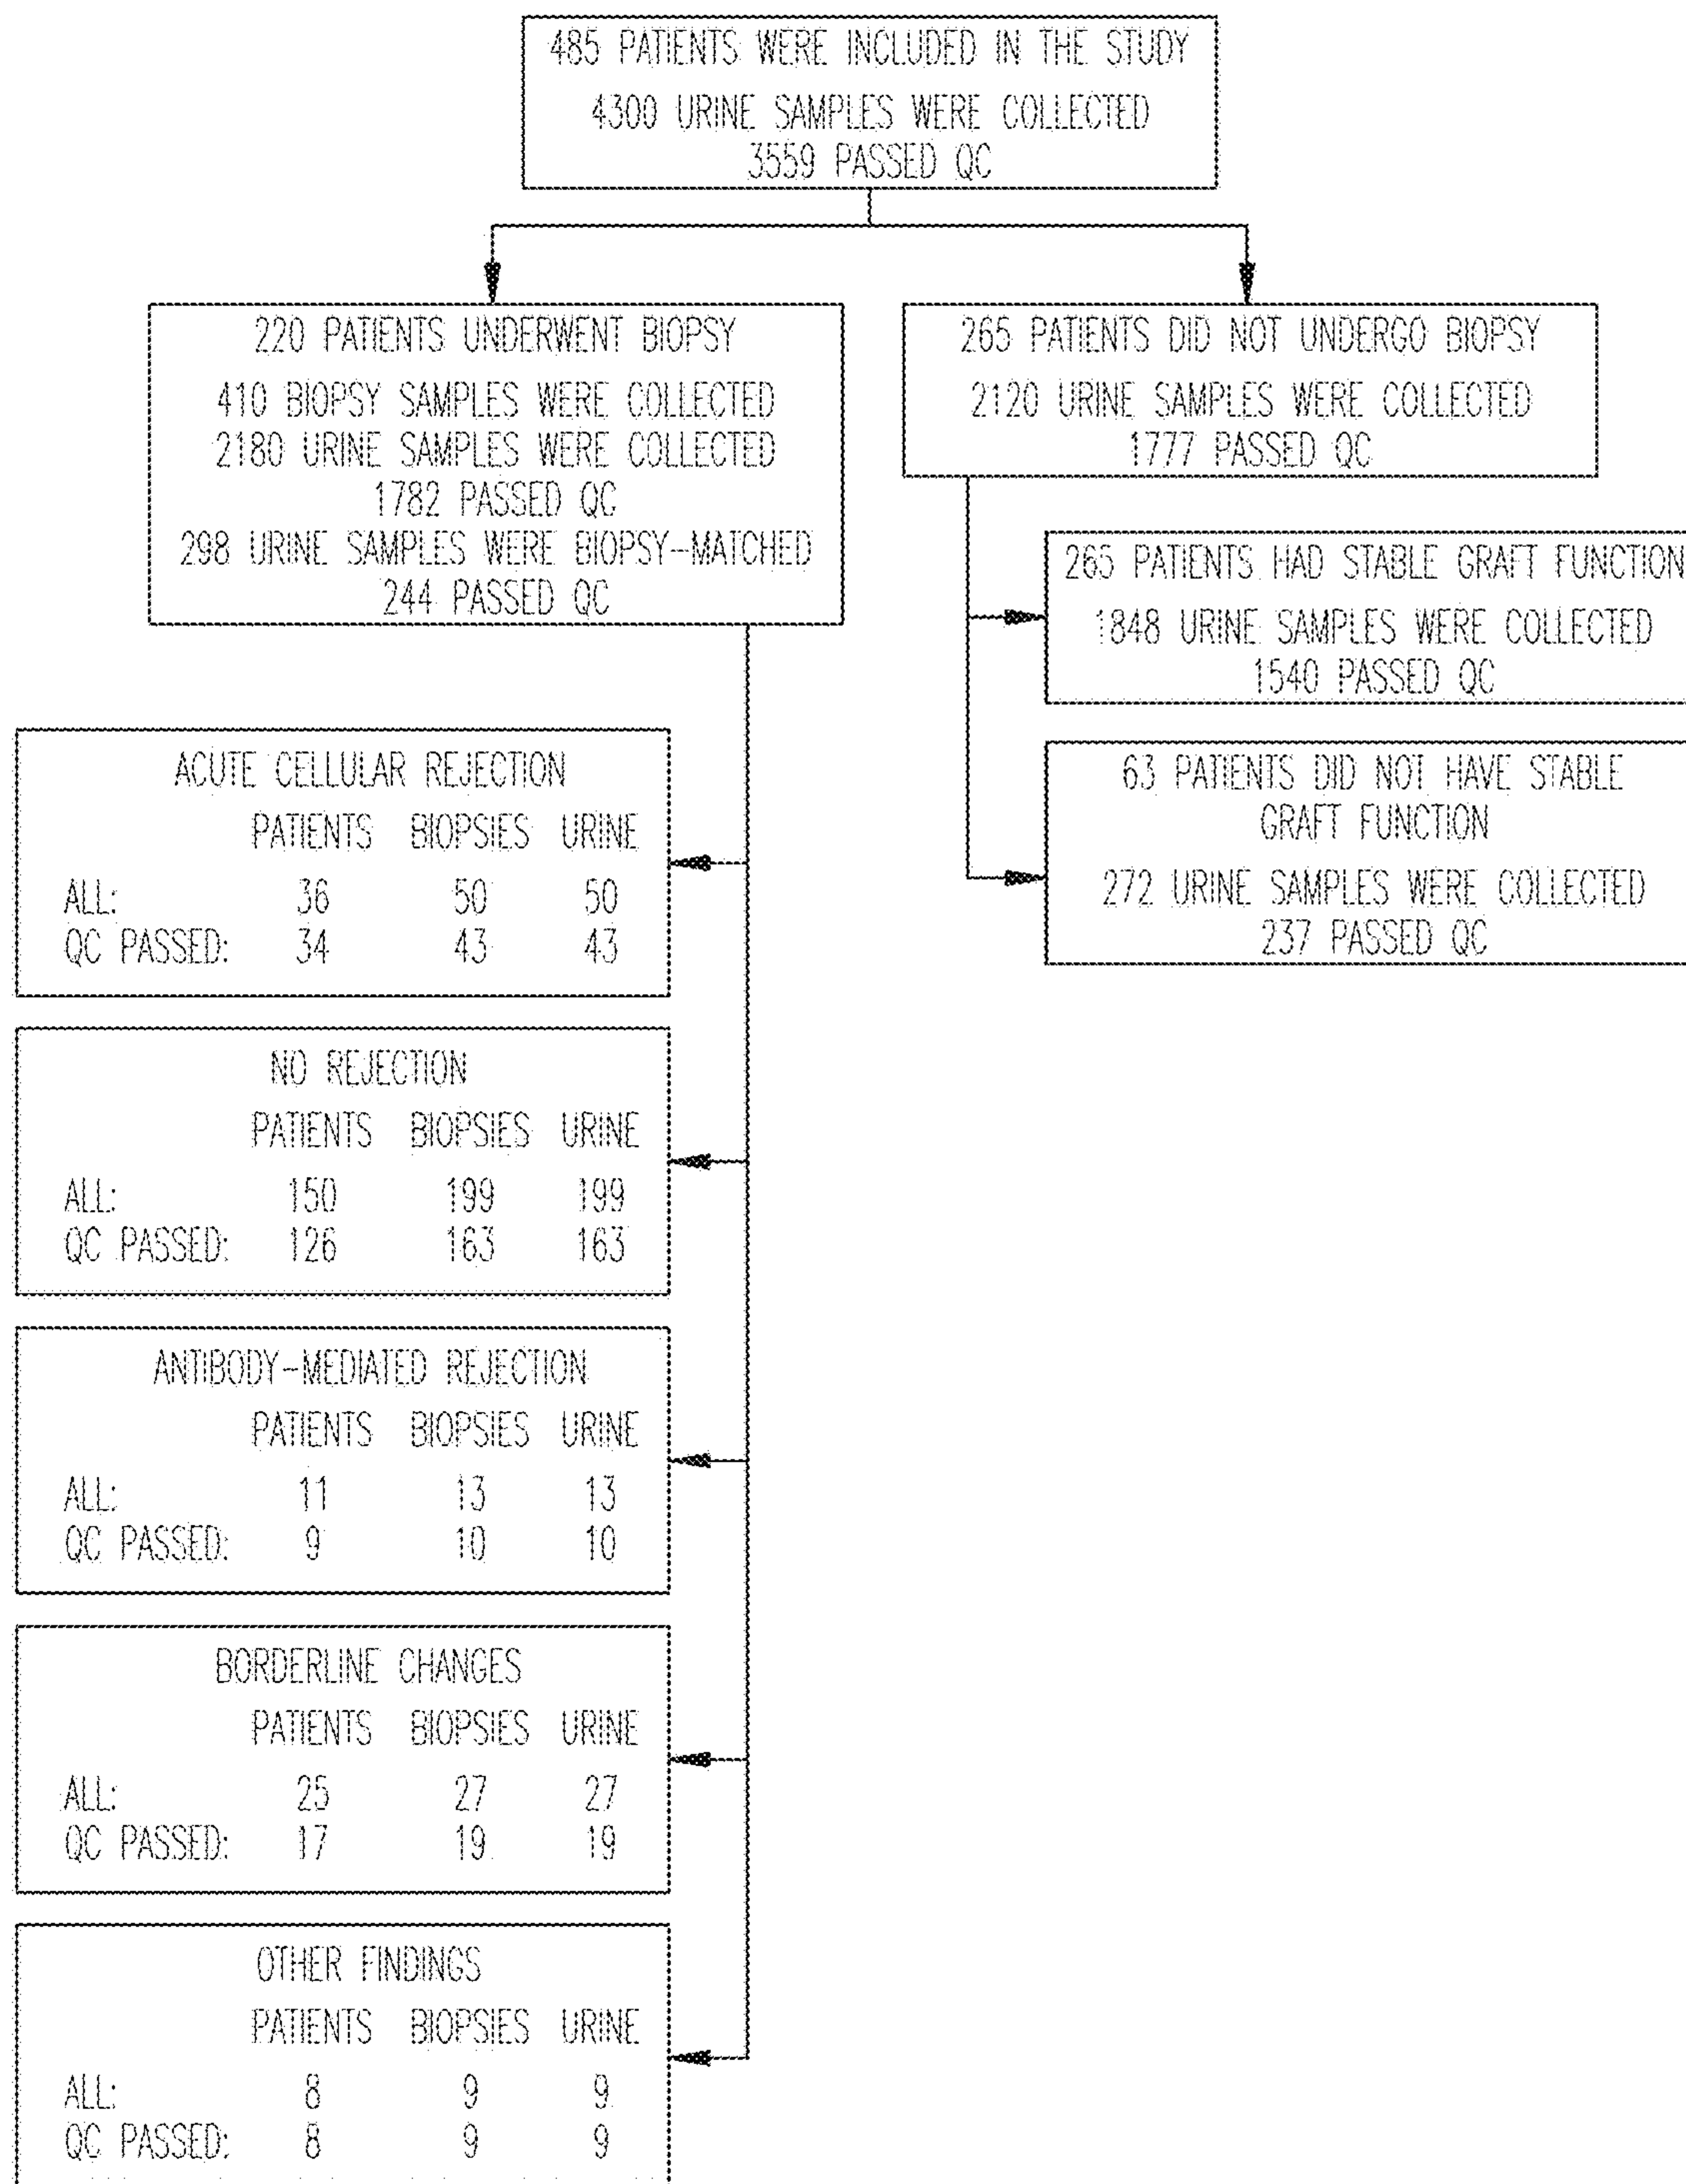 485 PATIENTS WERE INCLUDED IN THE STUDY
4300 URINE SAMPLES WERE COLLECTED
3559 PASSED QC
220 PATIENTS UNDERWENT BIOPSY
410 BIOPSY SAMPLES WERE COLLECTED
2180 URINE SAMPLES WERE COLLECTED
1782 PASSED QC
298 URINE SAMPLES WERE BIOPSY-MATCHED
244 PASSED QC
265 PATIENTS DID NOT UNDERGO BIOPSY
2120 URINE SAMPLES WERE COLLECTED
1777 PASSED QC
265 PATIENTS HAD STABLE GRAFT FUNCTION
1848 URINE SAMPLES WERE COLLECTED
1540 PASSED QC
63 PATIENTS DID NOT HAVE STABLE
GRAFT FUNCTION
272 URINE SAMPLES WERE COLLECTED
237 PASSED QC
ACUTE CELLULAR REJECTION
PATIENTS BIOPSIES URINE
ALL: 36 50 50
QC PASSED: 34 43 43
NO REJECTION
PATIENTS BIOPSIES URINE
ALL: 150 199 199
QC PASSED: 126 163 163
ANTIBODY-MEDIATED REJECTION
PATIENTS BIOPSIES URINE
ALL: 11 13 13
QC PASSED: 9 10 10
BORDERLINE CHANGES
PATIENTS BIOPSIES URINE
ALL: 25 27 27
QC PASSED: 17 19 19
OTHER FINDINGS
PATIENTS BIOPSIES URINE
ALL: 8 9 9
QC PASSED: 8 9 9